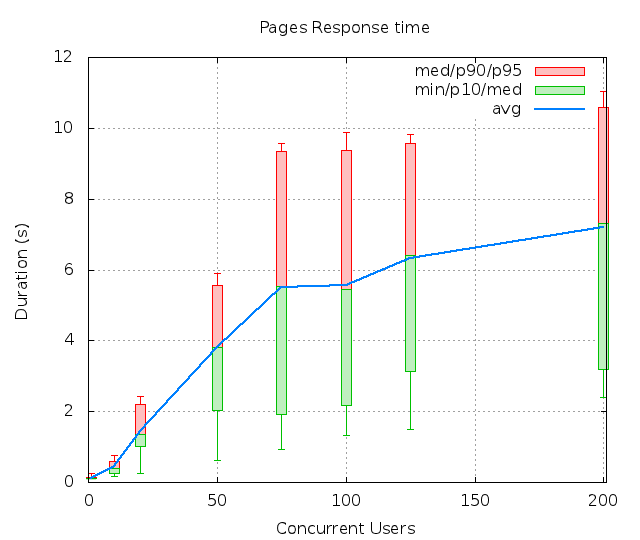 Pages Response time
12
10
8
6
4
2
0
Duration (s)
med/p90/p95
min/p10/med
avg
0 50 100 150 200
Concurrent Users